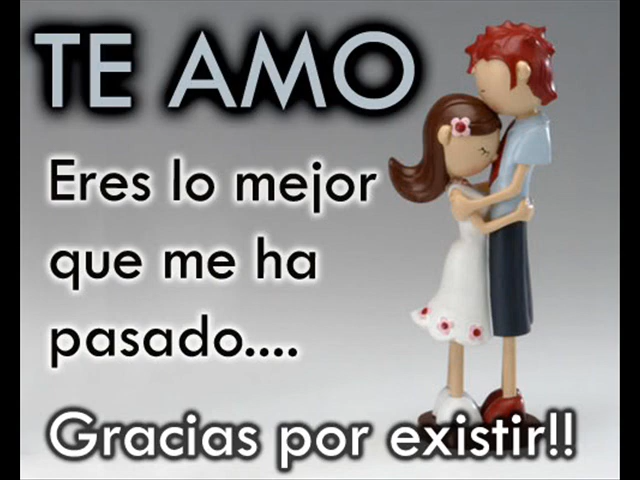 TE AMO
Eres lo mejor
que me ha
pasado....
Gracias por existir!!